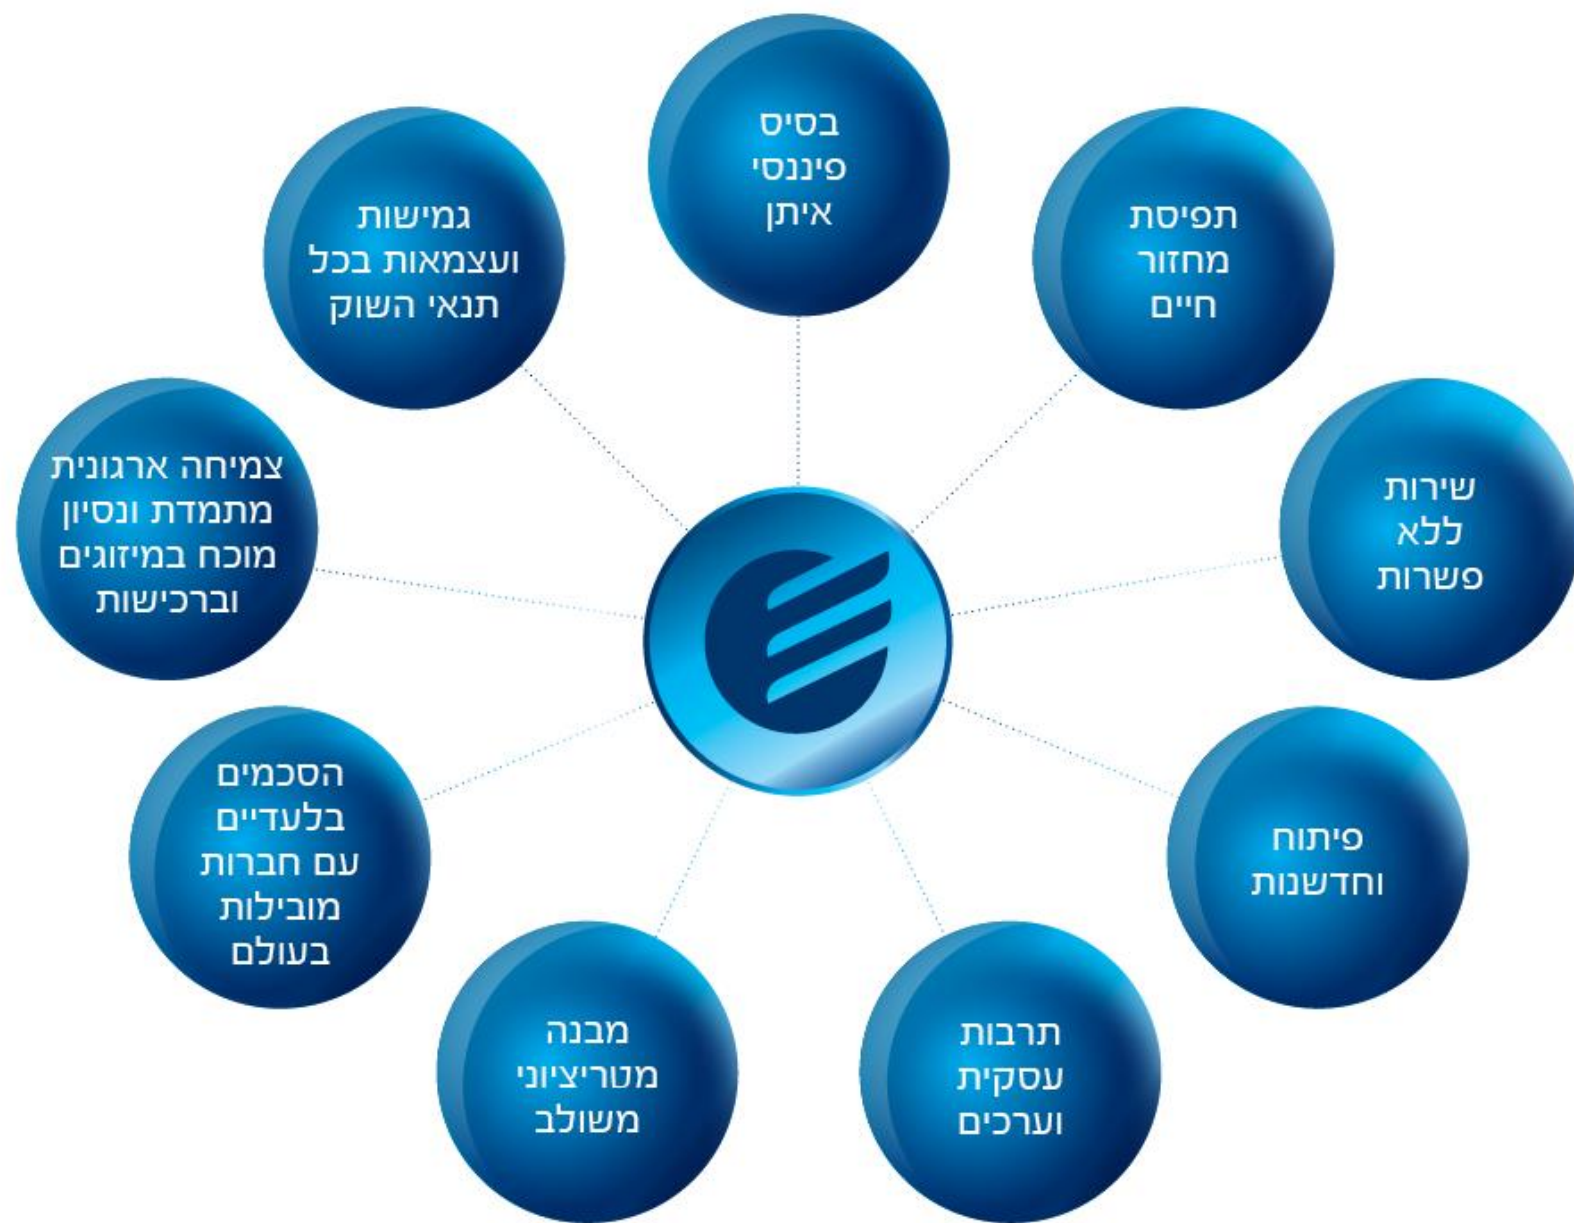 בסיס
פיננסי
איתן
תפיסת
מחזור
חיים
שירות
ללא
פשרות
פיתוח
וחדשנות
תרבות
עסקית
וערכים
מבנה
מטריציוני
משולב
הסכמים
בלעדיים
עם חברות
מובילות
בעולם
צמיחה ארגונית
מתמדת ונסיון
מוכח במיזוגים
וברכישות
גמישות
ועצמאות בכל
תנאי השוק